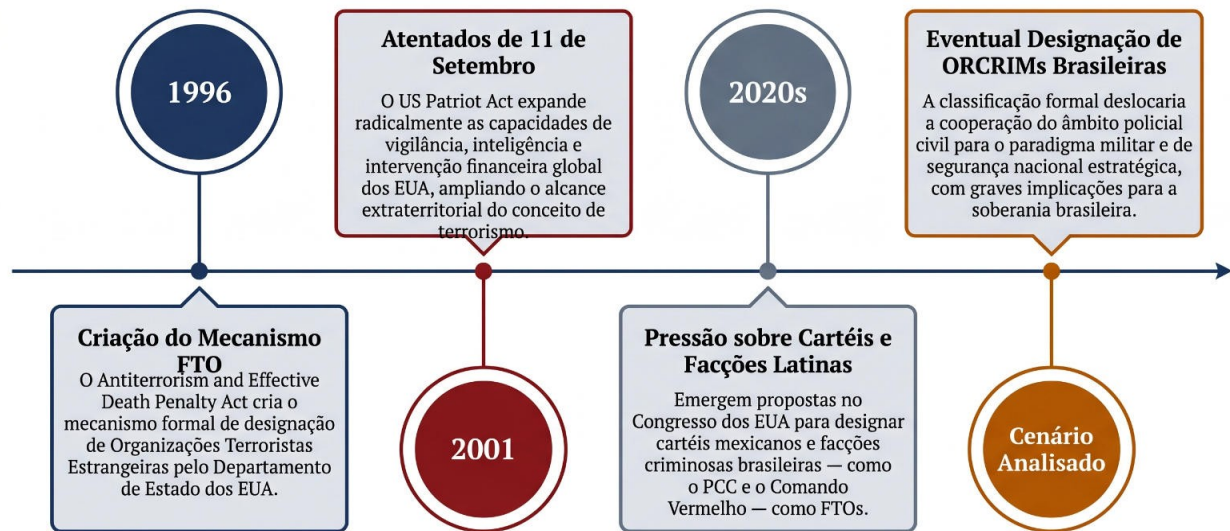 1996
Atentados de 11 de
Setembro
O US Patriot Act expande
radicalmente as capacidades de
vigilância, inteligência e
intervenção financeira global
dos EUA, ampliando o alcance
extraterritorial do conceito de
terrorismo.
2020s
Eventual Designação de
ORCRIMs Brasileiras
A classificação formal deslocaria
a cooperação do âmbito policial
civil para o paradigma militar e de
segurança nacional estratégica,
com graves implicações para a
soberania brasileira.
Criação do Mecanismo
FTO
O Antiterrorism and Effective
Death Penalty Act cria o
mecanismo formal de designação
de Organizações Terroristas
Estrangeiras pelo Departamento
de Estado dos EUA.
2001
Pressão sobre Cartéis e
Facções Latinas
Emergem propostas no
Congresso dos EUA para designar
cartéis mexicanos e facções
criminosas brasileiras — como
o PCC e o Comando
Vermelho — como FTOs.
Cenário
Analisado